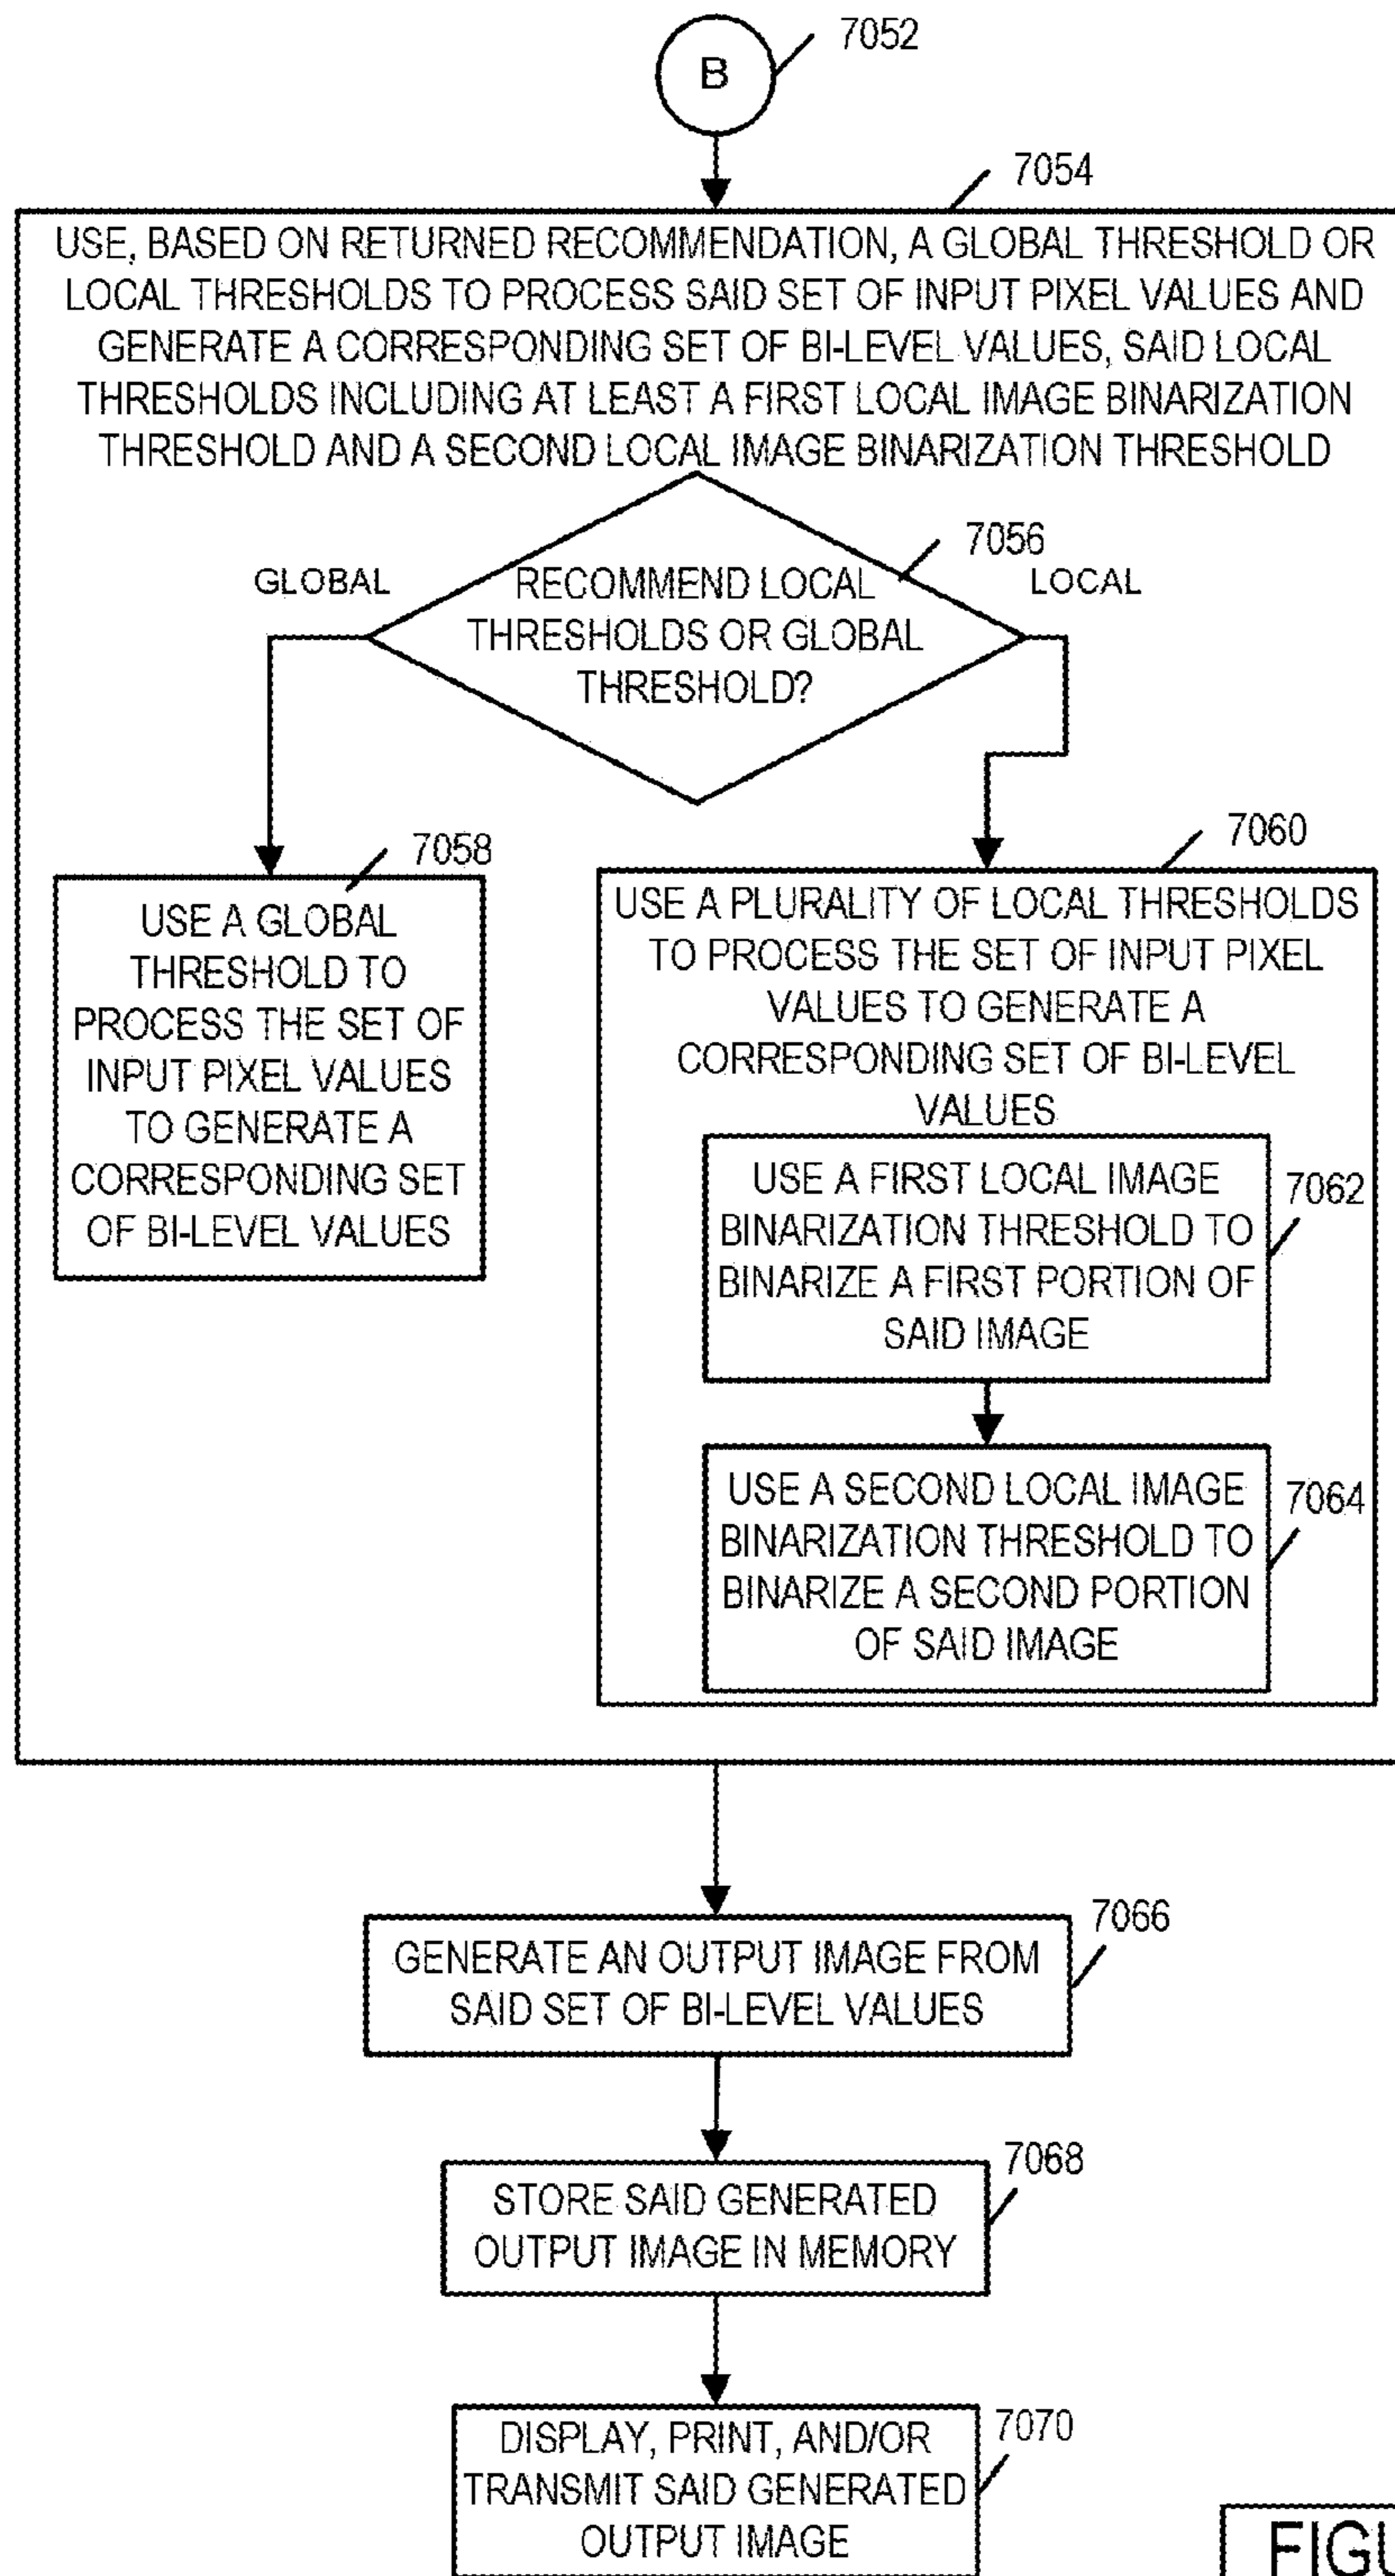 B
7052
7054
USE, BASED ON RETURNED RECOMMENDATION, A GLOBAL THRESHOLD OR
LOCAL THRESHOLDS TO PROCESS SAID SET OF INPUT PIXEL VALUES AND
GENERATE A CORRESPONDING SET OF BI-LEVEL VALUES, SAID LOCAL
THRESHOLDS INCLUDING AT LEAST A FIRST LOCAL IMAGE BINARIZATION
THRESHOLD AND A SECOND LOCAL IMAGE BINARIZATION THRESHOLD
7056
GLOBAL
RECOMMEND LOCAL
THRESHOLDS OR GLOBAL
THRESHOLD?
LOCAL
7058
USE A GLOBAL
THRESHOLD TO
PROCESS THE SET OF
INPUT PIXEL VALUES
TO GENERATE A
CORRESPONDING SET
OF BI-LEVEL VALUES
7060
USE A PLURALITY OF LOCAL THRESHOLDS
TO PROCESS THE SET OF INPUT PIXEL
VALUES TO GENERATE A
CORRESPONDING SET OF BI-LEVEL
VALUES
USE A FIRST LOCAL IMAGE
BINARIZATION THRESHOLD TO
BINARIZE A FIRST PORTION OF
SAID IMAGE
7062
USE A SECOND LOCAL IMAGE
BINARIZATION THRESHOLD TO
BINARIZE A SECOND PORTION
OF SAID IMAGE
7064
GENERATE AN OUTPUT IMAGE FROM
SAID SET OF BI-LEVEL VALUES
7066
STORE SAID GENERATED
OUTPUT IMAGE IN MEMORY
7068
DISPLAY, PRINT, AND/OR
TRANSMIT SAID GENERATED
OUTPUT IMAGE
7070